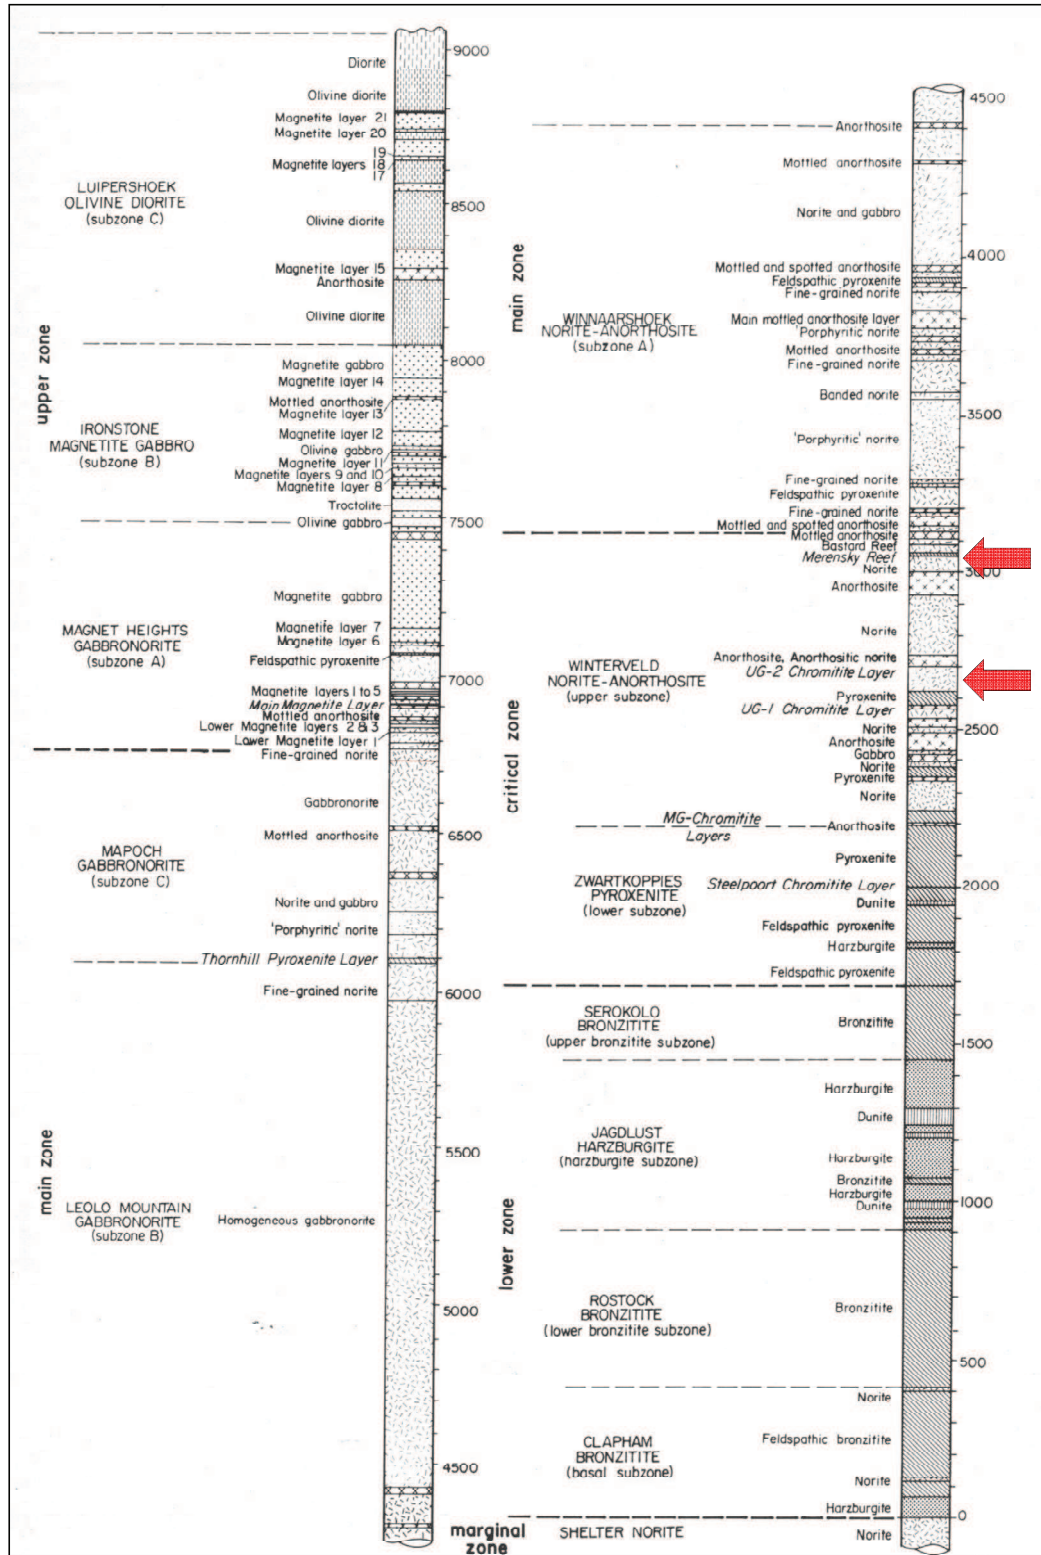 9000
Diorite
Olivine diorite
Magnetite layer 21
Magnetite layer 20
19
Magnetite layers 18
17
LUIPERSHOEK
OLIVINE DIORITE
(subzone C)
8500
Olivine diorite
Magnetite layer 15
Anorthosite
Olivine diorite
upper zone
8000
Magnetite gabbro
Magnetite layer 14
Mottled anorthosite
Magnetite layer 13
IRONSTONE
MAGNETITE GABBRO
(subzone B)
Magnetite layer 12
Olivine gabbro
Magnetite layer 11
Magnetite layers 9 and 10
Magnetite layer 8
Troctolite
Olivine gabbro
7500
Magnetite gabbro
MAGNET HEIGHTS
GABBRONORITE
(subzone A)
Magnetite layer 7
Magnetite layer 6
Feldspathic pyroxenite
7000
Magnetite layers 1 to 5
Main Magnetite Layer
Mottled anorthosite
Lower Magnetite layers 2 & 3
Lower Magnetite layer 1
Fine-grained norite
Gabbronorite
6500
Mottled anorthosite
MAPOCH
GABBRONORITE
(subzone C)
Norite and gabbro
'Porphyritic' norite
Thornhill Pyroxenite Layer
6000
Fine-grained norite
5500
main zone
LEOLO MOUNTAIN
GABBRONORITE
(subzone B)
Homogeneous gabbronorite
5000
4500
4500
Anorthosite
Mottled anorthosite
Norite and gabbro
4000
main zone
Mottled and spotted anorthosite
Feldspathic pyroxenite
Fine-grained norite
WINNAARSHOEK
NORITE-ANORTHOSITE
(subzone A)
Main mottled anorthosite layer
'Porphyritic' norite
Mottled anorthosite
Fine-grained norite
Banded norite
3500
'Porphyritic' norite
Fine-grained norite
Feldspathic pyroxenite
Fine-grained norite
Mottled and spotted anorthosite
Mottled anorthosite
Bastard Reef
Merensky Reef
3000
Norite
Anorthosite
Norite
WINTERVELD
NORITE-ANORTHOSITE
(upper subzone)
Anorthosite, Anorthositic norite
UG-2 Chromitite Layer
Pyroxenite
UG-1 Chromitite Layer
2500
critical zone
Norite
Anorthosite
Gabbro
Norite
Pyroxenite
Norite
MG-Chromitite
Layers
Anorthosite
Pyroxenite
ZWARTKOPPIES
PYROXENITE
(lower subzone)
Steelpoort Chromitite Layer
2000
Dunite
Feldspathic pyroxenite
Harzburgite
Feldspathic pyroxenite
SEROKOLO
BRONZITITE
(upper bronzitite subzone)
Bronzitite
1500
Harzburgite
Dunite
JAGDLUST
HARZBURGITE
(harzburgite subzone)
Harzburgite
Bronzitite
Harzburgite
Dunite
1000
lower zone
ROSTOCK
BRONZITITE
(lower bronzitite subzone)
Bronzitite
500
Norite
CLAPHAM
BRONZITITE
(basal subzone)
Feldspathic bronzitite
Norite
Harzburgite
0
marginal
zone
SHELTER NORITE
Norite